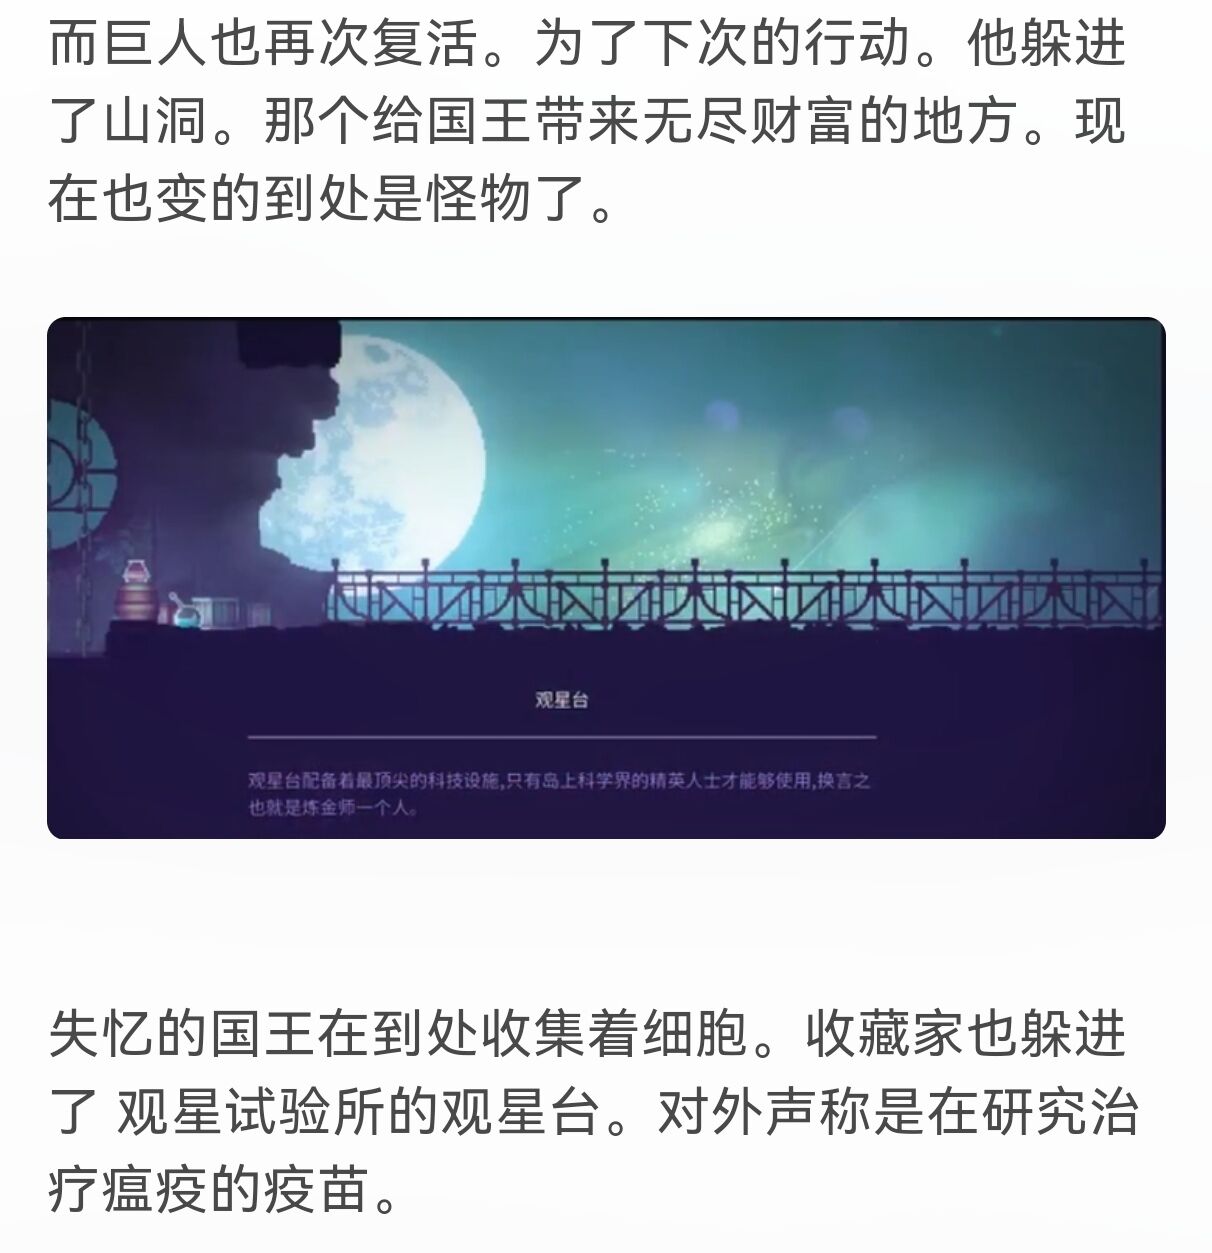 而巨人也再次复活。为了下次的行动。他躲进
了山洞。那个给国王带来无尽财富的地方。现
在也变的到处是怪物了。
观星台
观星台配备着最顶尖的科技设施,只有岛上科学界的精英人士才能够使用,换言之
也就是炼金师一个人。
失忆的国王在到处收集着细胞。收藏家也躲进
了 观星试验所的观星台。对外声称是在研究治
疗瘟疫的疫苗。